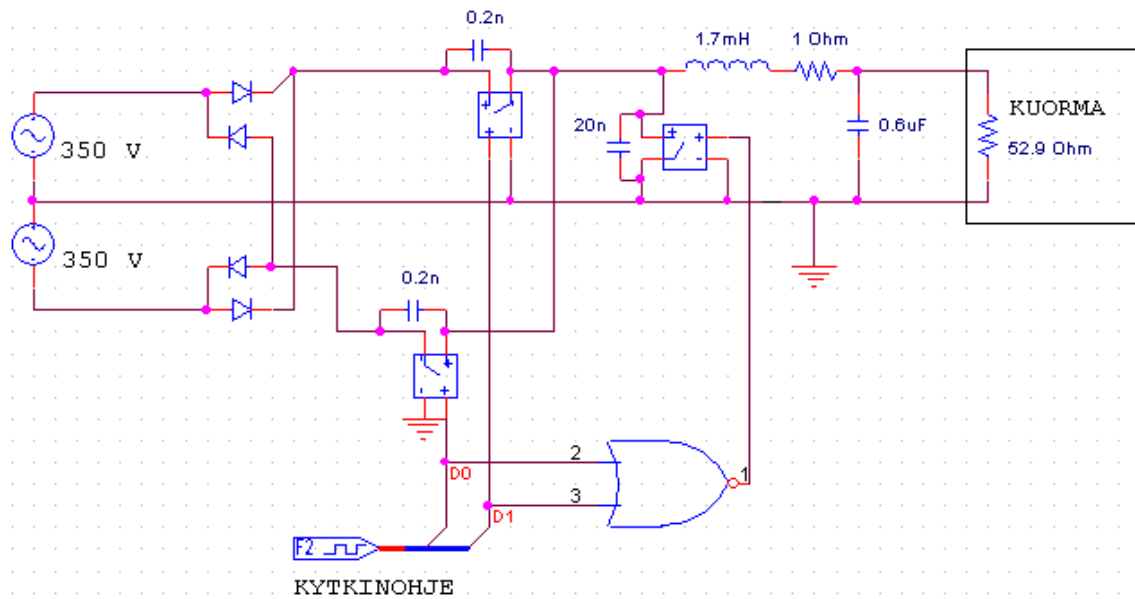 0.2n
1.7mH
1 Ohm
350 V
20n
0.6uF
KUORMA
52.9 Ohm
350 V
0.2n
2
1
D0
3
D1
F2
KYTKINOHJE